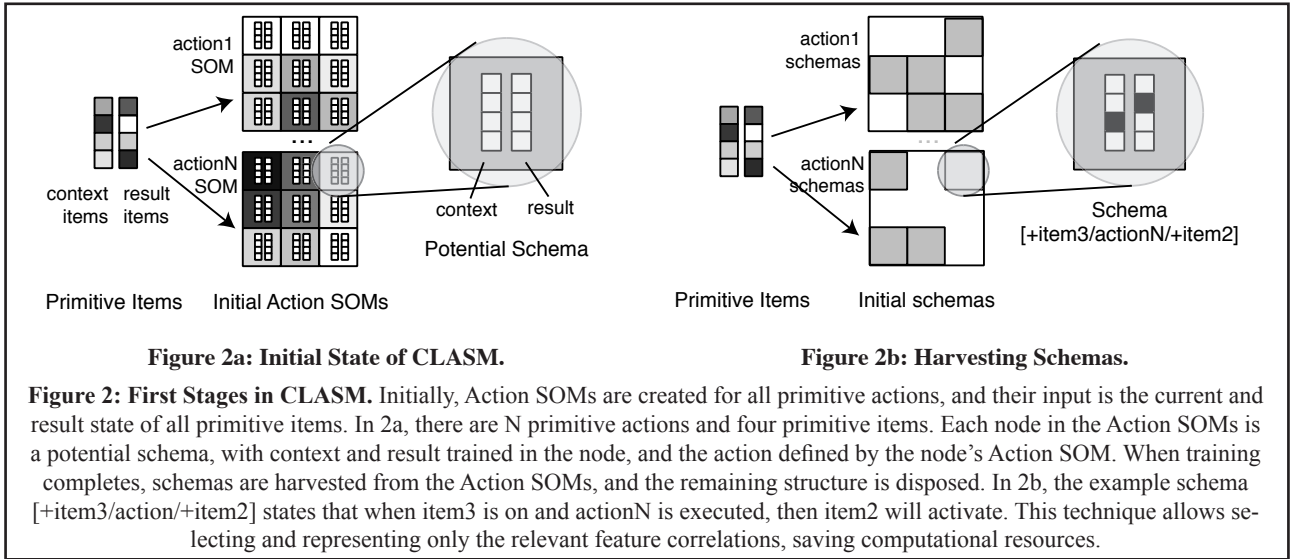 action1
SOM
...
actionN
SOM
context
items
result
items
context
result
Potential Schema
Primitive Items
Initial Action SOMs
Figure 2a: Initial State of CLASM.
action1
schemas
...
actionN
schemas
Schema
[+item3/actionN/+item2]
Primitive Items
Initial schemas
Figure 2b: Harvesting Schemas.
Figure 2: First Stages in CLASM. Initially, Action SOMs are created for all primitive actions, and their input is the current and
result state of all primitive items. In 2a, there are N primitive actions and four primitive items. Each node in the Action SOMs is
a potential schema, with context and result trained in the node, and the action defined by the node's Action SOM. When training
completes, schemas are harvested from the Action SOMs, and the remaining structure is disposed. In 2b, the example schema
[+item3/action/+item2] states that when item3 is on and actionN is executed, then item2 will activate. This technique allows se-
lecting and representing only the relevant feature correlations, saving computational resources.